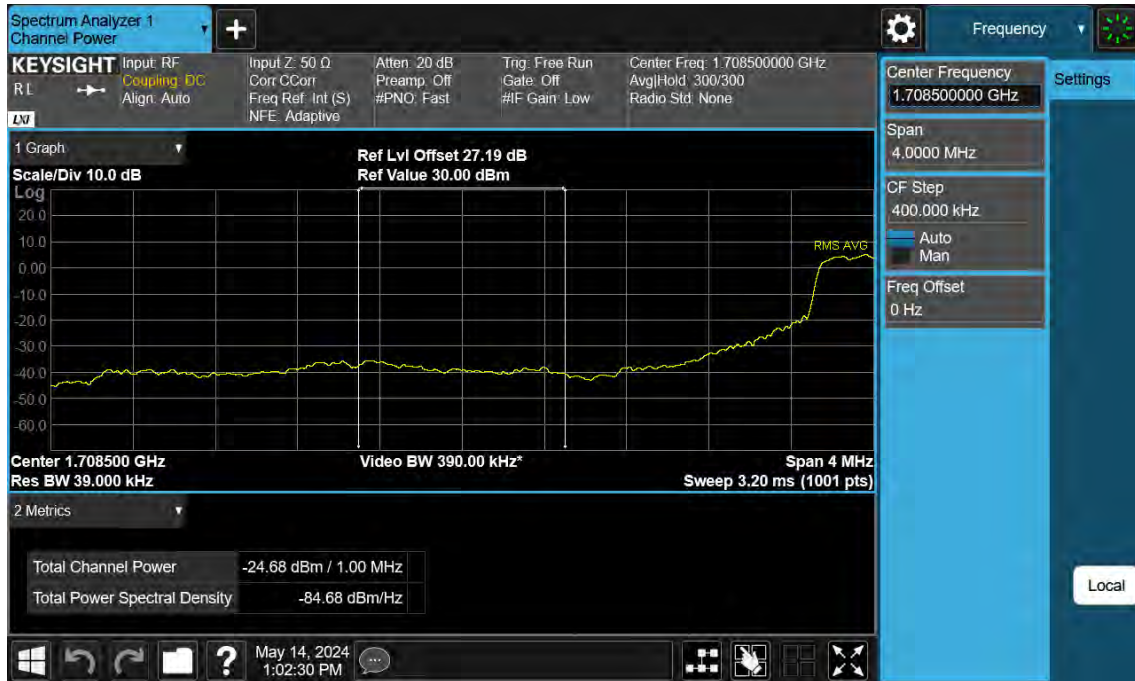 Spectrum Analyzer 1
Channel Power
Frequency
KEYSIGHT
R L
LXI
Input: RF
Coupling: DC
Align: Auto
Input Z: 50 Ω
Corr CCorr
Freq Ref: Int (S)
NFE: Adaptive
Atten: 20 dB
Preamp: Off
#PNO: Fast
Trig: Free Run
Gate: Off
#IF Gain: Low
Center Freq: 1.708500000 GHz
Avg|Hold: 300/300
Radio Std: None
Center Frequency
1.708500000 GHz
Settings
Span
4.0000 MHz
CF Step
400.000 kHz
Auto
Man
Freq Offset
0 Hz
1 Graph
Scale/Div 10.0 dB
Ref Lvl Offset 27.19 dB
Ref Value 30.00 dBm
Log
20.0
10.0
0.00
-10.0
-20.0
-30.0
-40.0
-50.0
-60.0
RMS AVG
Center 1.708500 GHz
Video BW 390.00 kHz*
Span 4 MHz
Res BW 39.000 kHz
Sweep 3.20 ms (1001 pts)
2 Metrics
Total Channel Power -24.68 dBm / 1.00 MHz
Total Power Spectral Density -84.68 dBm/Hz
Local
?
May 14, 2024
1:02:30 PM